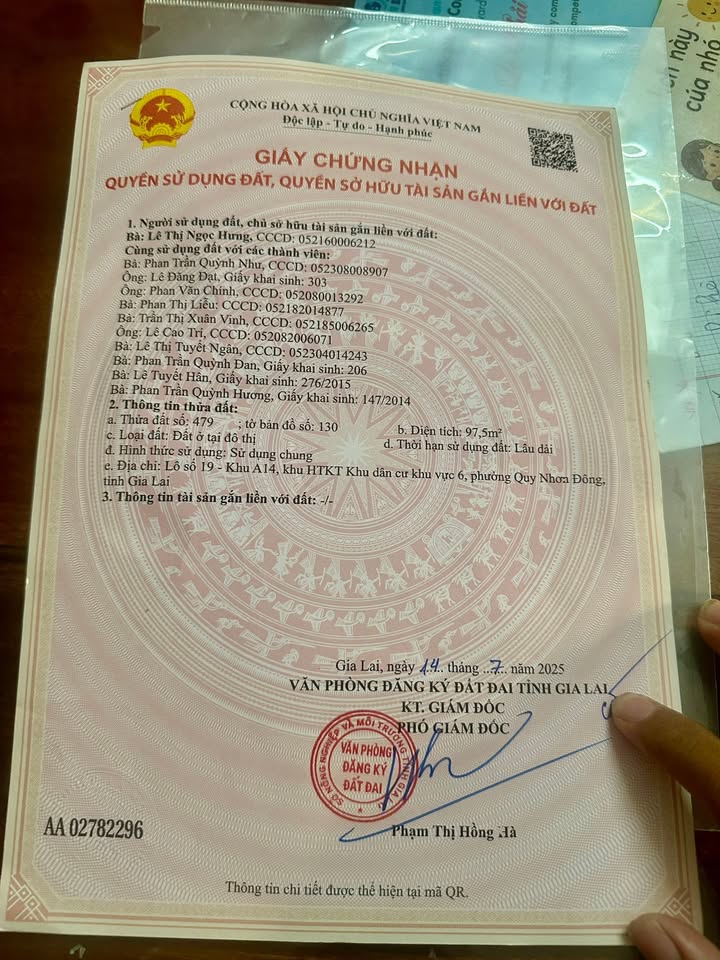 CỘNG HÒA XÃ HỘI CHỦ NGHĨA VIỆT NAM
Độc lập - Tự do - Hạnh phúc
GIẤY CHỨNG NHẬN
QUYỀN SỬ DỤNG ĐẤT, QUYỀN SỞ HỮU TÀI SẢN GẮN LIỀN VỚI ĐẤT
1. Người sử dụng đất, chủ sở hữu tài sản gắn liền với đất:
Bà: Lê Thị Ngọc Hưng, CCCD: 052160006212
Cùng sử dụng đất với các thành viên:
Bà: Phan Trần Quỳnh Như, CCCD: 052308008907
Ông: Lê Đăng Đạt, Giấy khai sinh: 303
Ông: Phan Văn Chính, CCCD: 052080013292
Bà: Phan Thị Liễu; CCCD: 052182014877
Bà: Trần Thị Xuân Vinh, CCCD: 052185006265
Ông: Lê Cao Trí, CCCD: 052082006071
Bà: Lê Thị Tuyết Ngân, CCCD: 052304014243
Bà: Phan Trần Quỳnh Đan, Giấy khai sinh: 206
Bà: Lê Tuyết Hân, Giấy khai sinh: 276/2015
Bà: Phan Trần Quỳnh Hương, Giấy khai sinh: 147/2014
2. Thông tin thửa đất:
a. Thửa đất số: 479 ; tờ bản đồ số: 130 b. Diện tích: 97,5m²
c. Loại đất: Đất ở tại đô thị d. Thời hạn sử dụng đất: Lâu dài
đ. Hình thức sử dụng: Sử dụng chung
e. Địa chỉ: Lô số 19 - Khu A14, khu HTKT Khu dân cư khu vực 6, phường Quy Nhơn Đông,
tỉnh Gia Lai
3. Thông tin tài sản gắn liền với đất: -/-
Gia Lai, ngày 14 tháng 7 năm 2025
VĂN PHÒNG ĐĂNG KÝ ĐẤT ĐAI TỈNH GIA LAI
KT. GIÁM ĐỐC
PHÓ GIÁM ĐỐC
SỞ NÔNG NGHIỆP VÀ MÔI TRƯỜNG TỈNH GIA
VĂN PHÒNG
ĐĂNG KÝ
ĐẤT ĐAI
Phạm Thị Hồng Hà
AA 02782296
Thông tin chi tiết được thể hiện tại mã QR.
này
của nhỏ